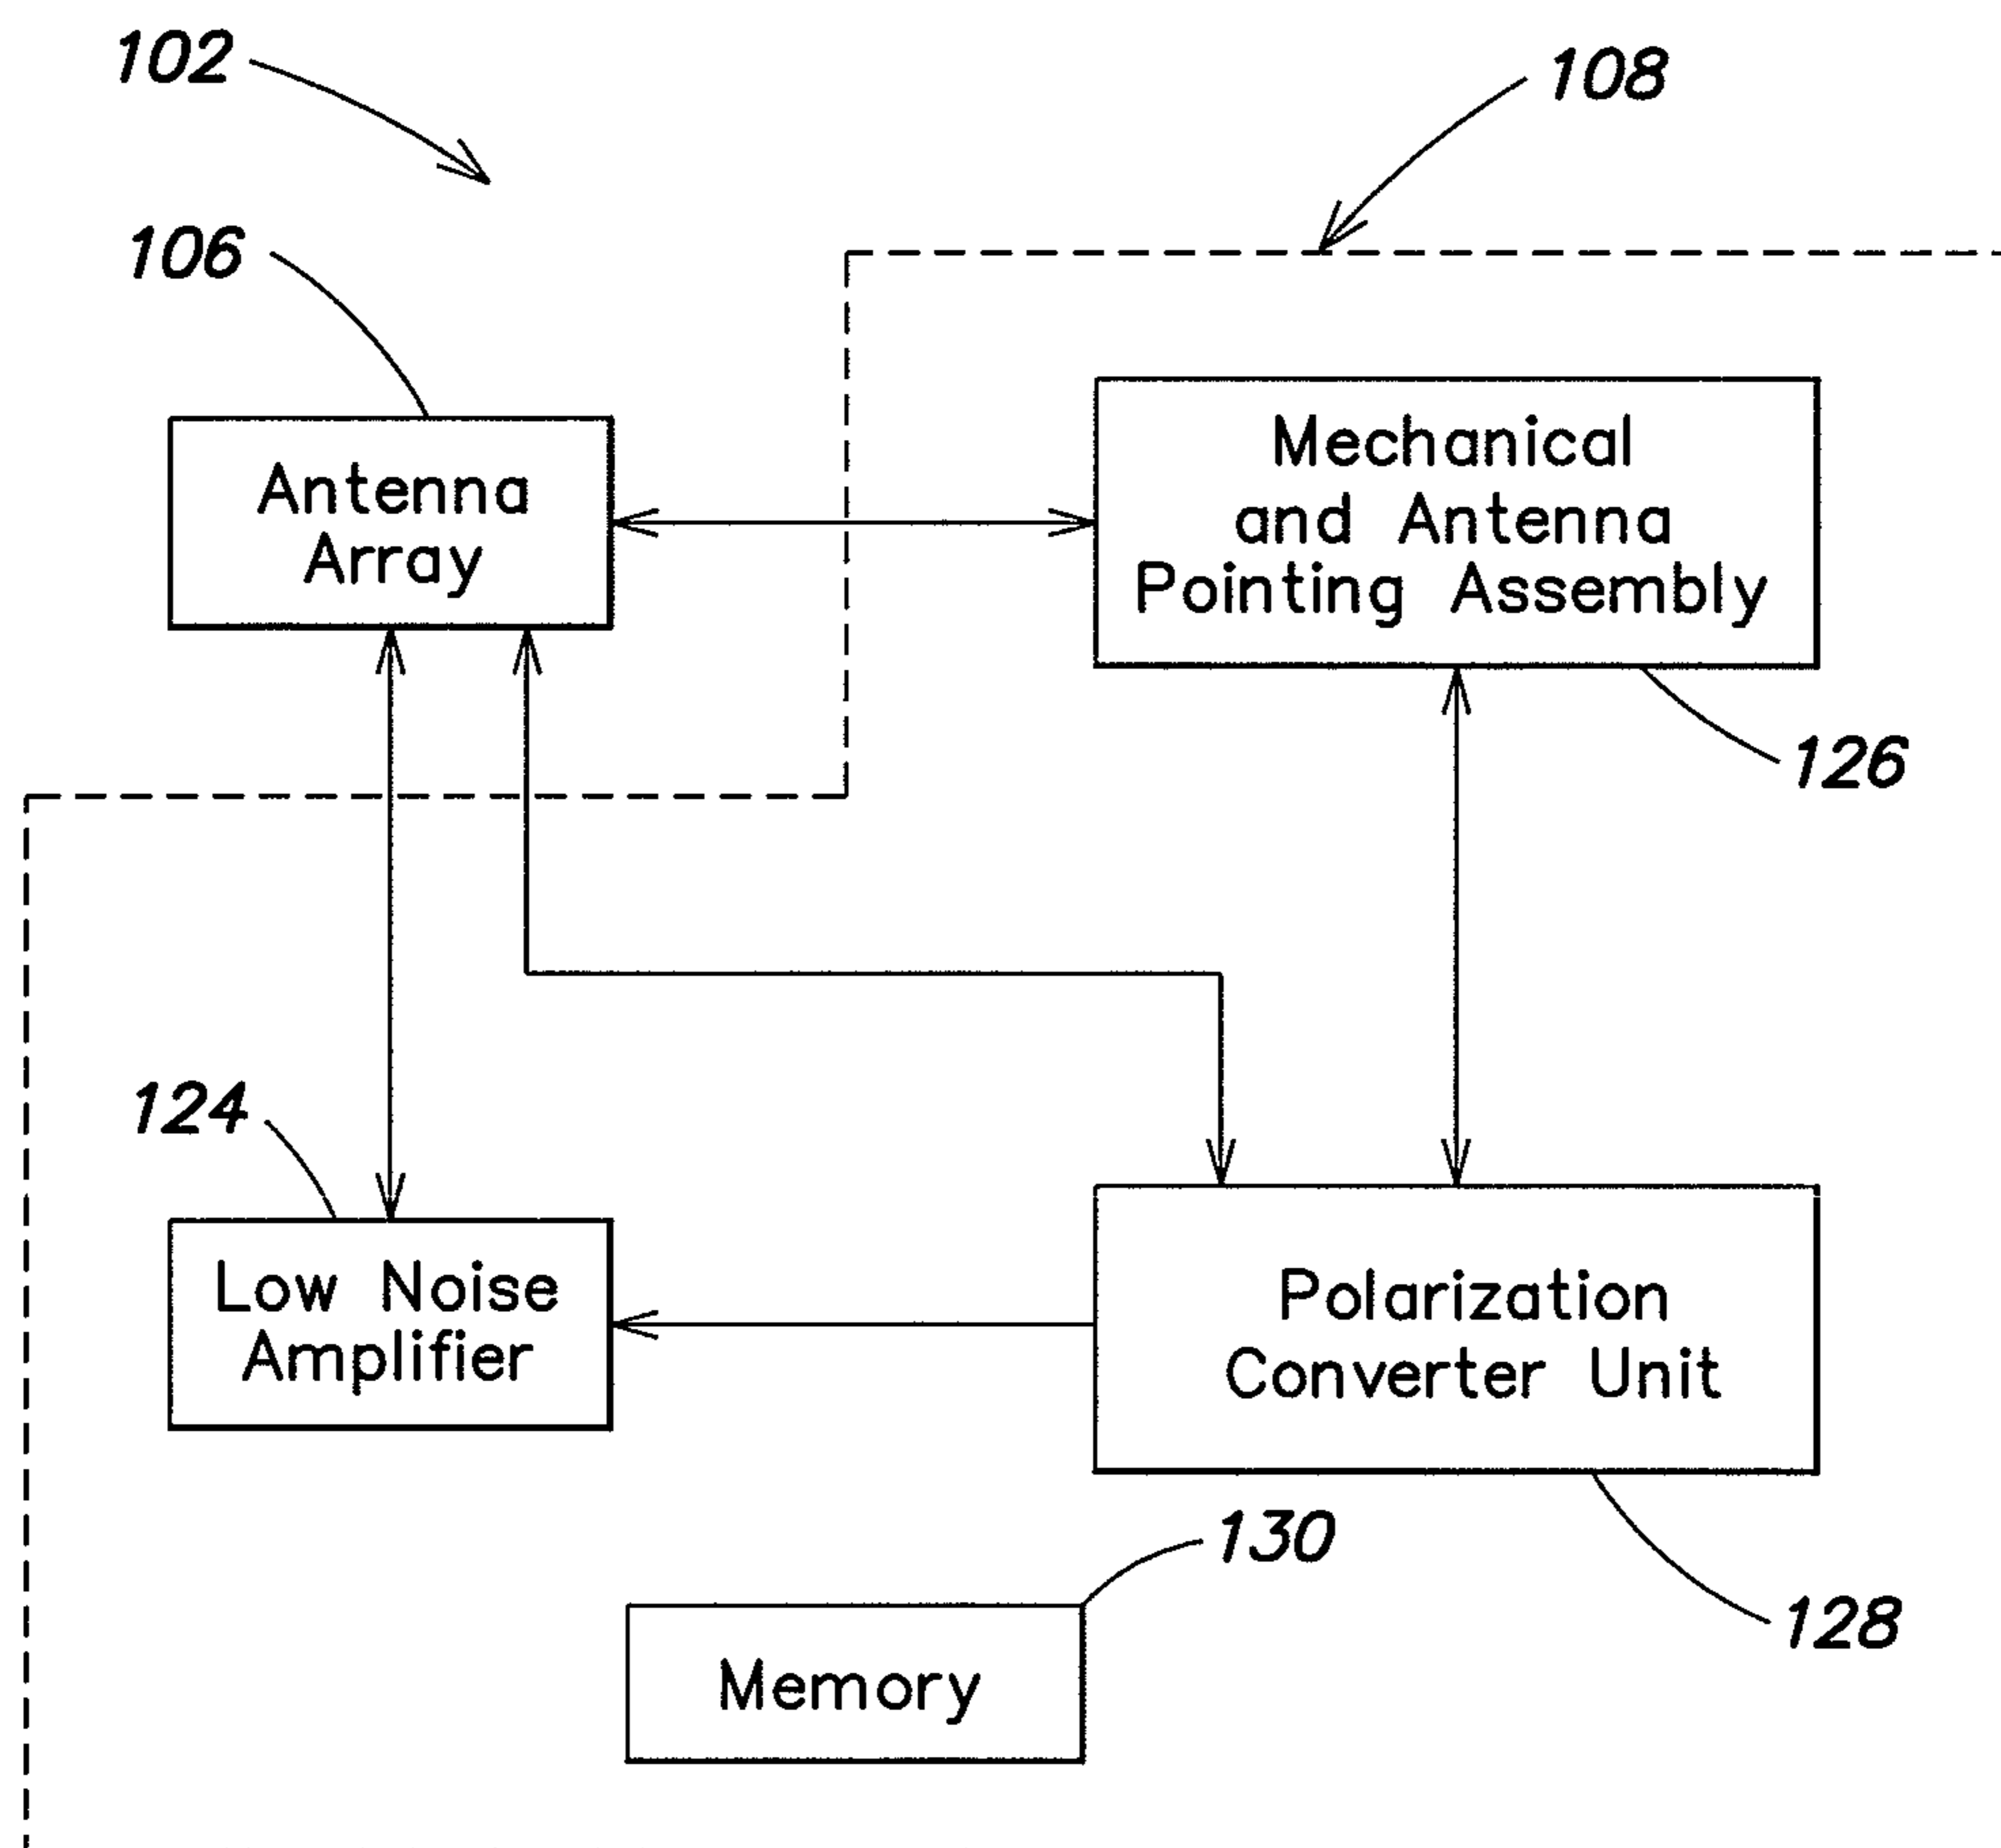 102
108
106
Antenna
Array
Mechanical
and Antenna
Pointing Assembly
126
124
Low Noise
Amplifier
Polarization
Converter Unit
130
Memory
128